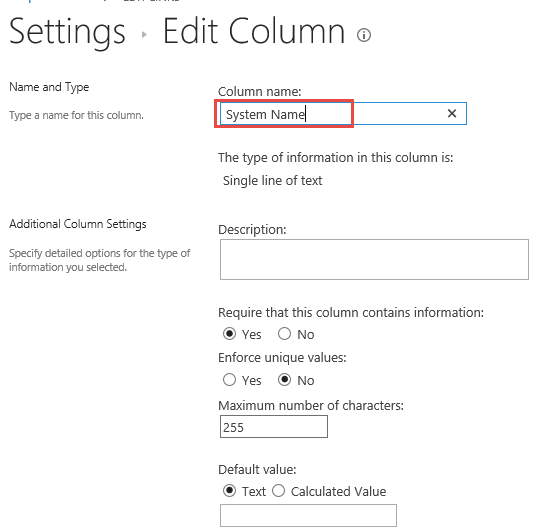 Settings ▸ Edit Column
Name and Type
Type a name for this column.
Column name:
System Name
The type of information in this column is:
Single line of text
Additional Column Settings
Specify detailed options for the type of
information you selected.
Description:
Require that this column contains information:
Yes No
Enforce unique values:
Yes No
Maximum number of characters:
255
Default value:
Text Calculated Value